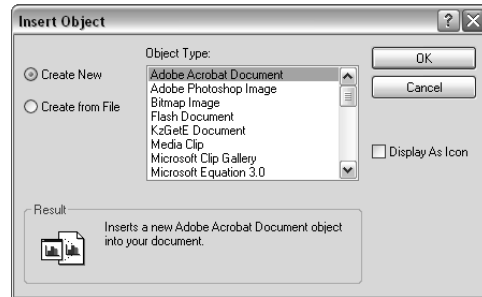 Insert Object
Object Type:
Create New
Create from File
Adobe Acrobat Document
Adobe Photoshop Image
Bitmap Image
Flash Document
KzGetE Document
Media Clip
Microsoft Clip Gallery
Microsoft Equation 3.0
OK
Cancel
Display As Icon
Result
Inserts a new Adobe Acrobat Document object
into your document.